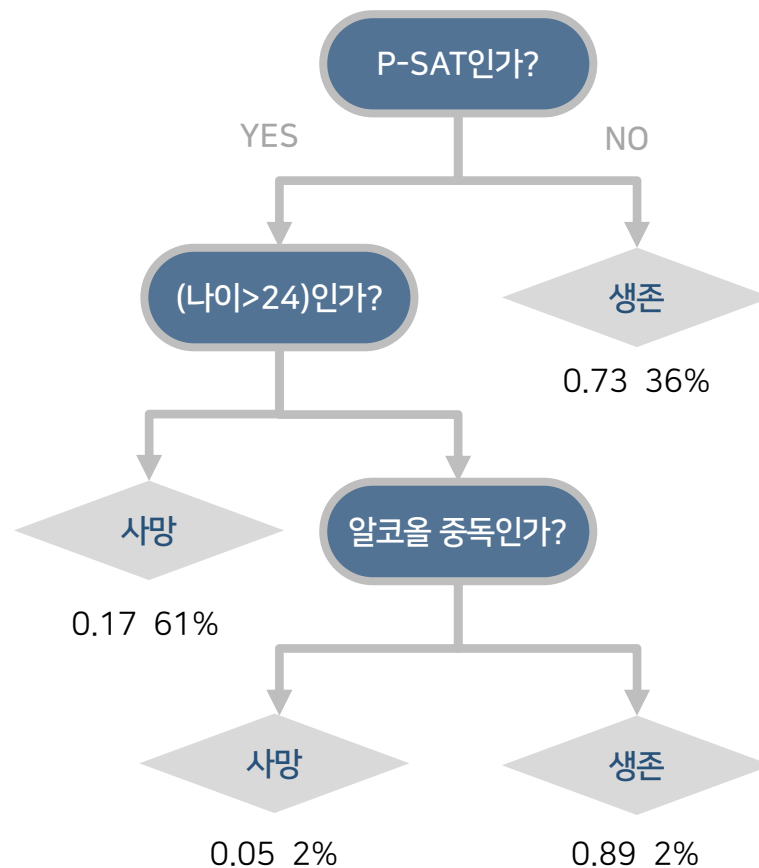 P-SAT인가?
YES
NO
(나이>24)인가?
생존
0.73 36%
사망
알코올 중독인가?
0.17 61%
사망
생존
0.05 2%
0.89 2%